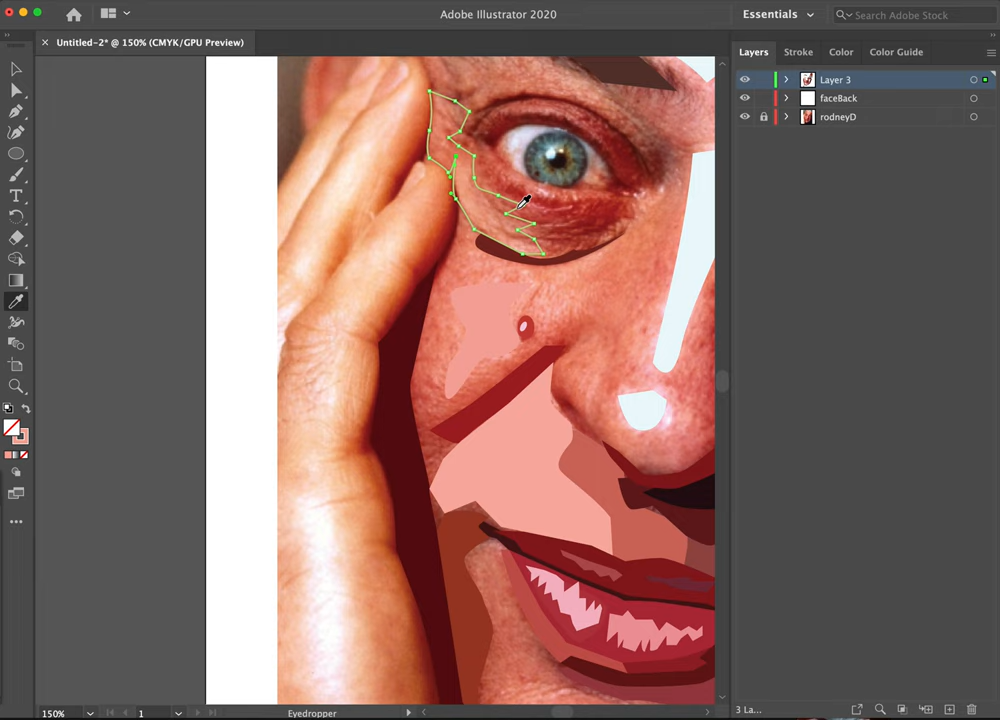 Adobe Illustrator 2020
Essentials
Search Adobe Stock
Untitled-2* @ 150% (CMYK/GPU Preview)
Layers Stroke Color Color Guide
Layer 3
faceBack
rodneyD
150% 1 Eyedropper
3 La...